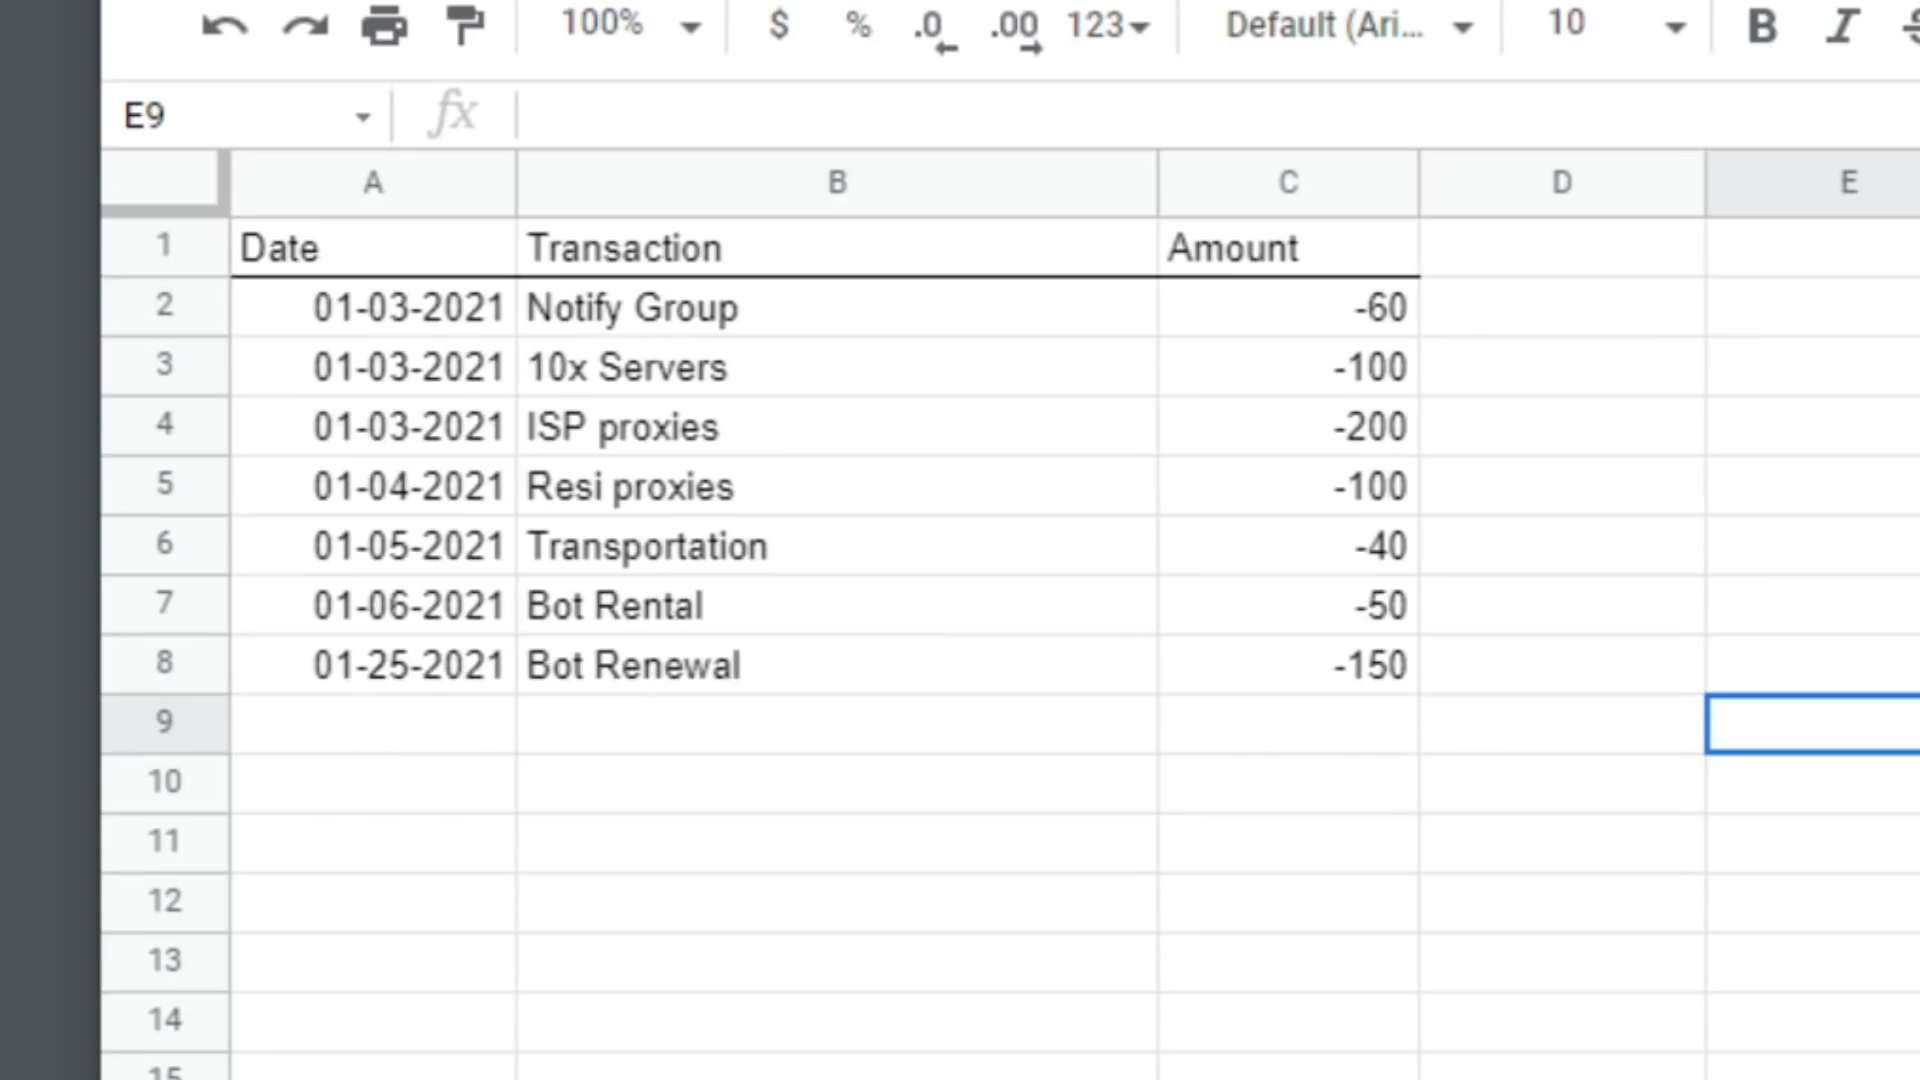 100% $ % .0 .00 123 Default (Ari... 10 B I
E9 fx
A B C D E
1 Date Transaction Amount
2 01-03-2021 Notify Group -60
3 01-03-2021 10x Servers -100
4 01-03-2021 ISP proxies -200
5 01-04-2021 Resi proxies -100
6 01-05-2021 Transportation -40
7 01-06-2021 Bot Rental -50
8 01-25-2021 Bot Renewal -150
9
10
11
12
13
14
15